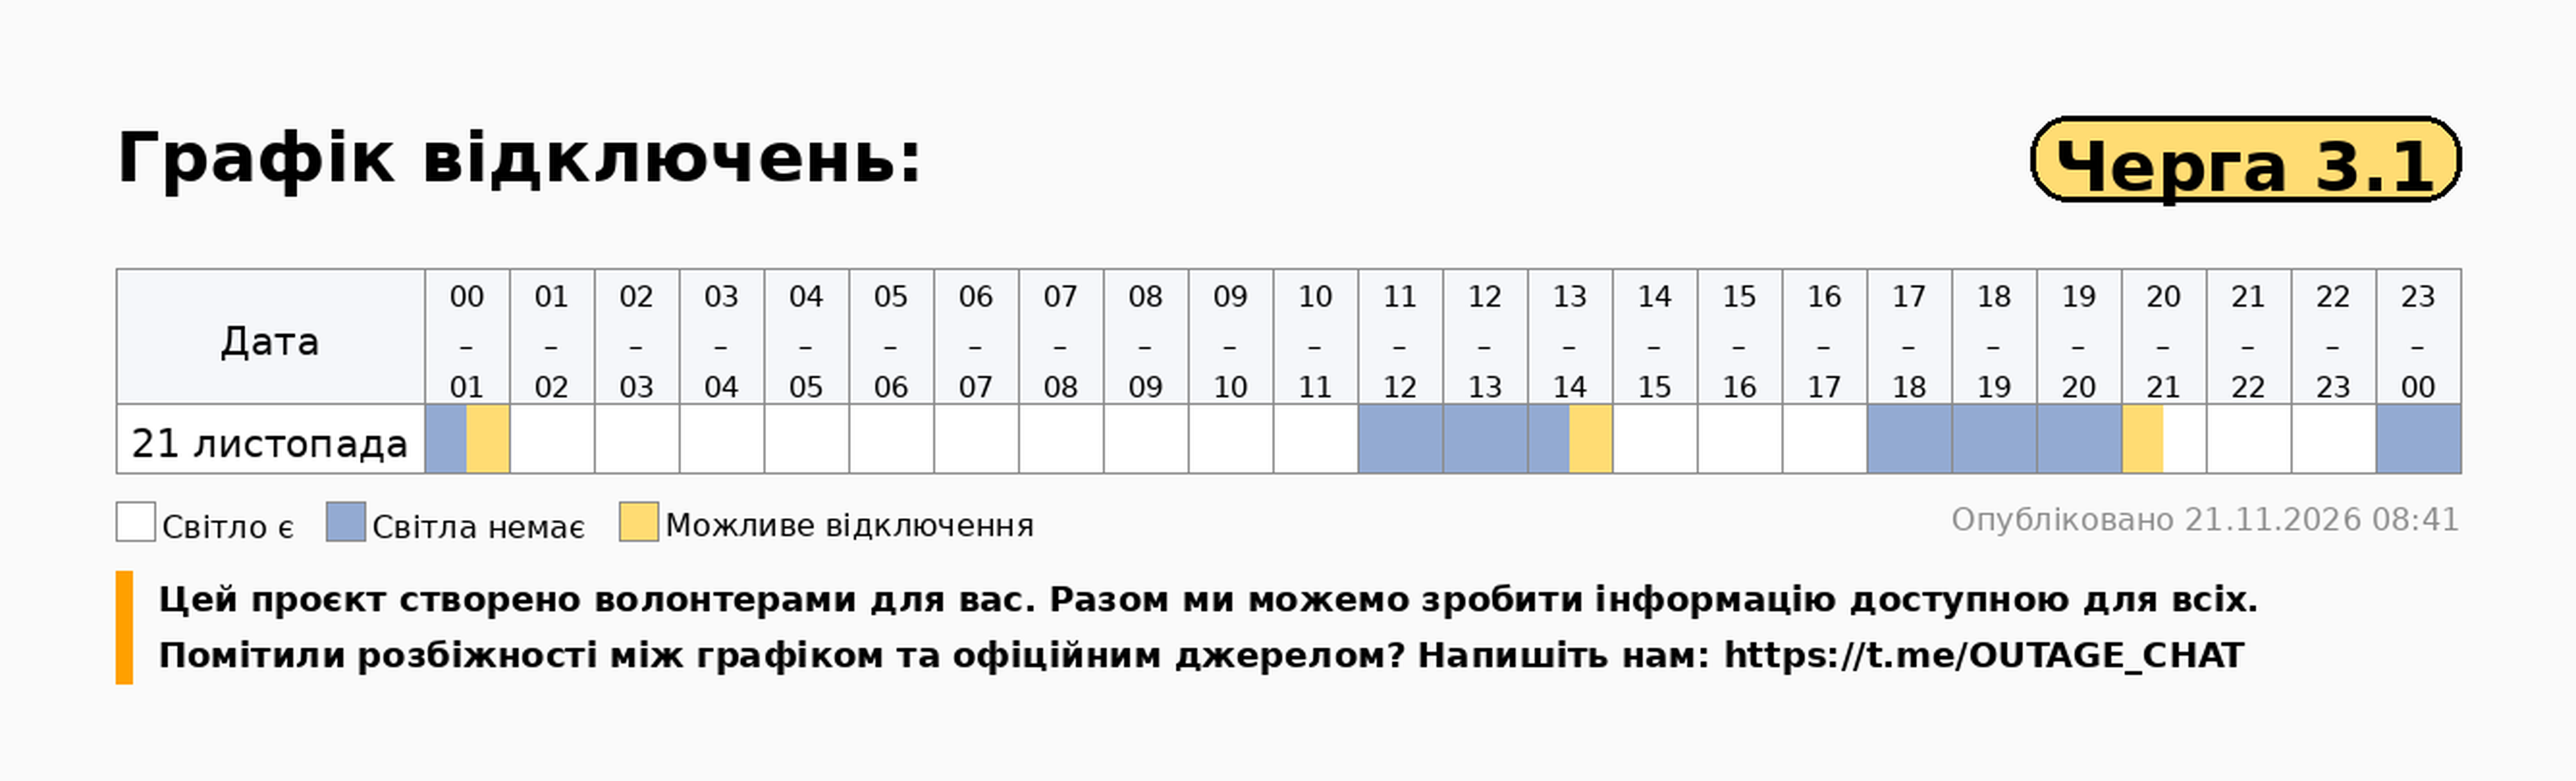 Графік відключень:
Черга 3.1
Дата
00 – 01
01 – 02
02 – 03
03 – 04
04 – 05
05 – 06
06 – 07
07 – 08
08 – 09
09 – 10
10 – 11
11 – 12
12 – 13
13 – 14
14 – 15
15 – 16
16 – 17
17 – 18
18 – 19
19 – 20
20 – 21
21 – 22
22 – 23
23 – 00
21 листопада
Світло є
Світла немає
Можливе відключення
Опубліковано 21.11.2026 08:41
Цей проєкт створено волонтерами для вас. Разом ми можемо зробити інформацію доступною для всіх.
Помітили розбіжності між графіком та офіційним джерелом? Напишіть нам: https://t.me/OUTAGE_CHAT